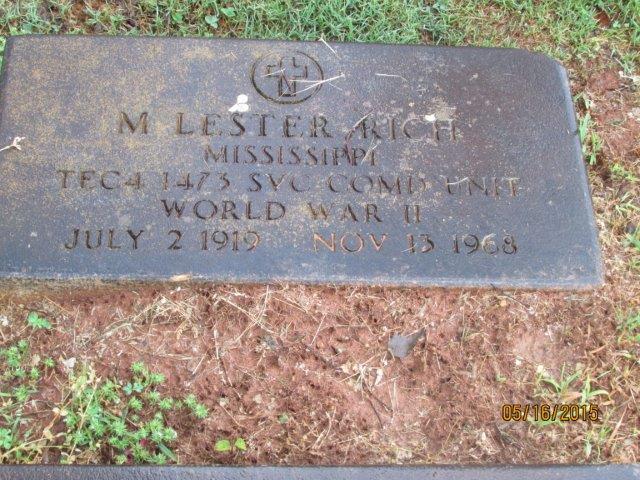 M LESTER RICH
MISSISSIPPI
TEC4 1473 SVC COMD UNIT
WORLD WAR II
JULY 2 1919 NOV 13 1968
05/16/2015